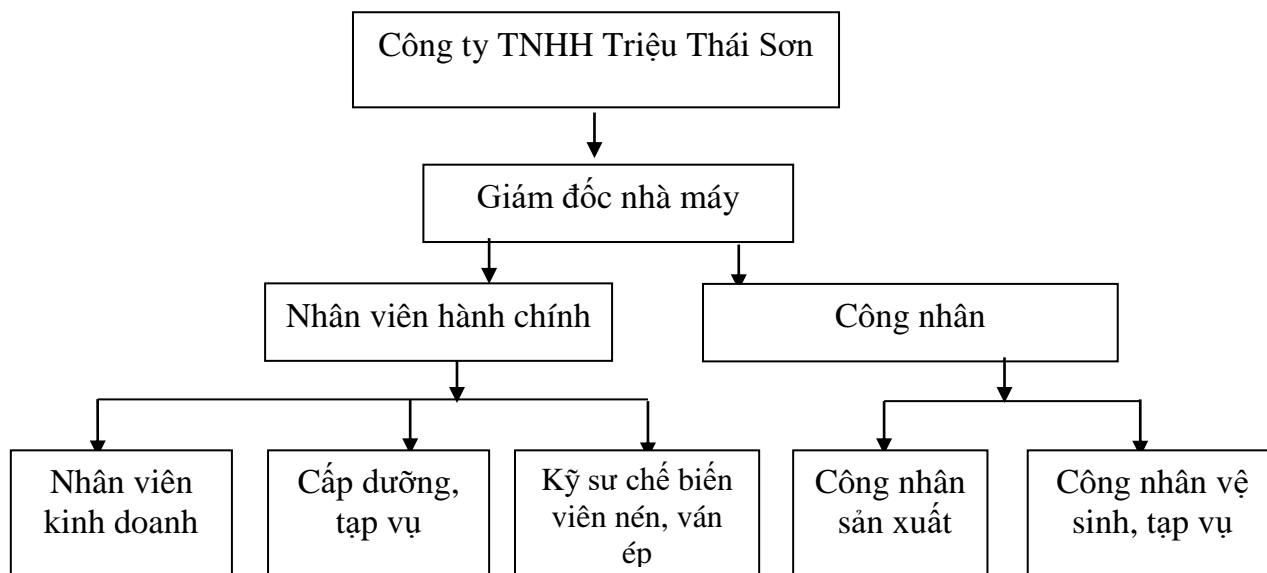 Công ty TNHH Triệu Thái Sơn
Giám đốc nhà máy
Nhân viên hành chính
Công nhân
Nhân viên
kinh doanh
Cấp dưỡng,
tạp vụ
Kỹ sư chế biến
viên nén, ván
ép
Công nhân
sản xuất
Công nhân vệ
sinh, tạp vụ